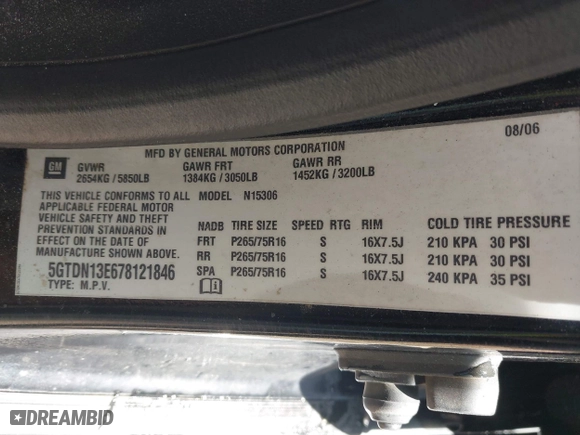 08/06
MFD BY GENERAL MOTORS CORPORATION
GM GVWR GAWR FRT GAWR RR
2654KG / 5850LB 1384KG / 3050LB 1452KG / 3200LB
THIS VEHICLE CONFORMS TO ALL MODEL N15306
APPLICABLE FEDERAL MOTOR
VEHICLE SAFETY AND THEFT
PREVENTION STANDARDS IN
EFFECT ON THE DATE OF
MANUFACTURE SHOWN ABOVE.
5GTDN13E678121846
TYPE: M.P.V.
NADB TIRE SIZE SPEED RTG RIM COLD TIRE PRESSURE
FRT P265/75R16 S 16X7.5J 210 KPA 30 PSI
RR P265/75R16 S 16X7.5J 210 KPA 30 PSI
SPA P265/75R16 S 16X7.5J 240 KPA 35 PSI
DREAMBID